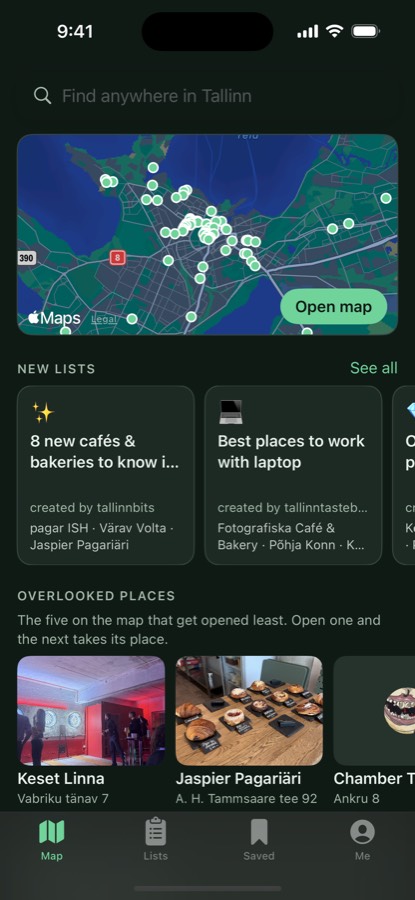 9:41
Find anywhere in Tallinn
390
8
Maps
Legal
Open map
NEW LISTS
See all
8 new cafés &
bakeries to know i...
created by tallinnbits
pagar ISH · Värav Volta ·
Jaspier Pagariäri
Best places to work
with laptop
created by tallinntasteb...
Fotografiska Café &
Bakery · Põhja Konn · K...
OVERLOOKED PLACES
The five on the map that get opened least. Open one and
the next takes its place.
Keset Linna
Vabriku tänav 7
Jaspier Pagariäri
A. H. Tammsaare tee 92
Chamber T
Ankru 8
Map
Lists
Saved
Me